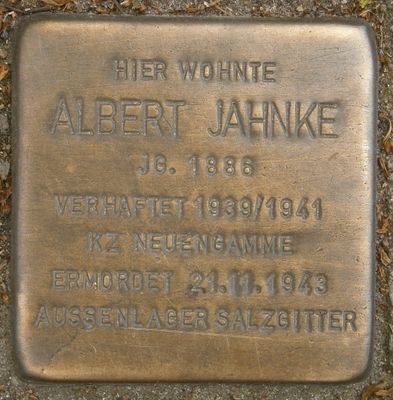 HIER WOHNTE
ALBERT JAHNKE
JG. 1886
VERHAFTET 1939/1941
KZ NEUENGAMME
ERMORDET 21.11.1943
AUSSENLAGER SALZGITTER